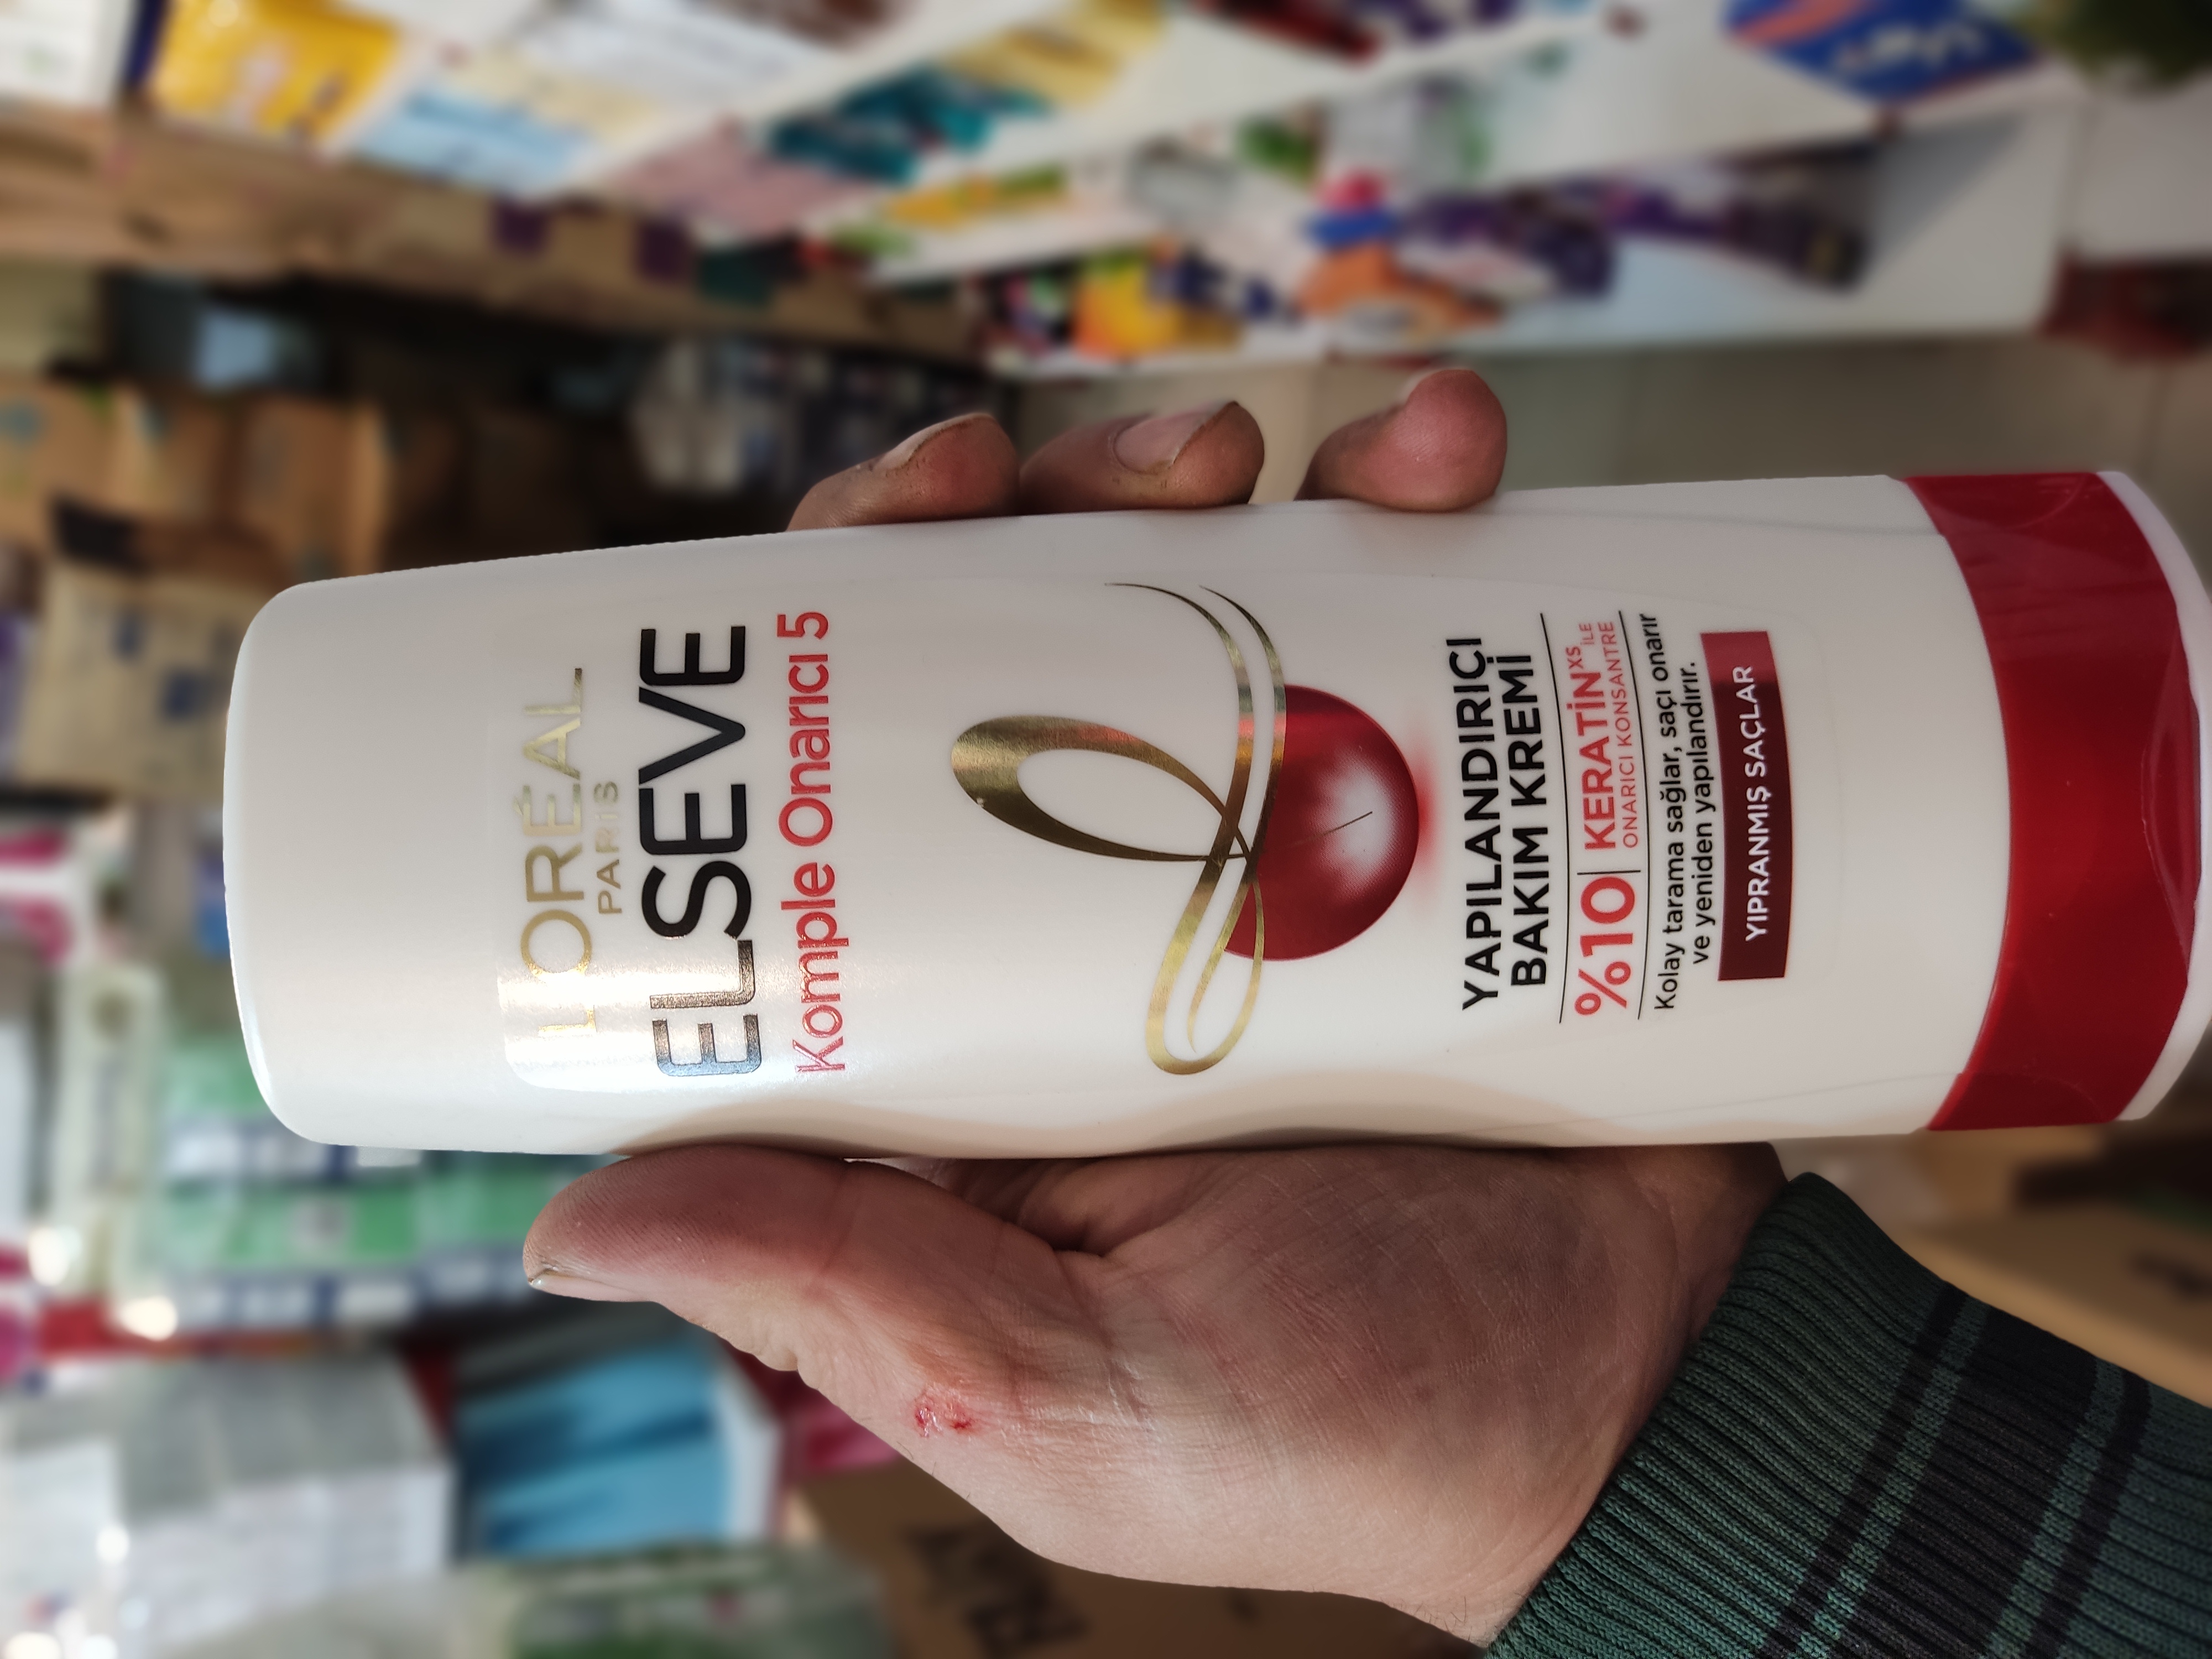 L'ORÉAL
PARIS
ELSEVE
Komple Onarıcı 5
YAPILANDIRICI
BAKIM KREMİ
%10 KERATİN XS İLE
ONARICI KONSANTRE
Kolay tarama sağlar, saçı onarır
ve yeniden yapılandırır.
YIPRANMIŞ SAÇLAR